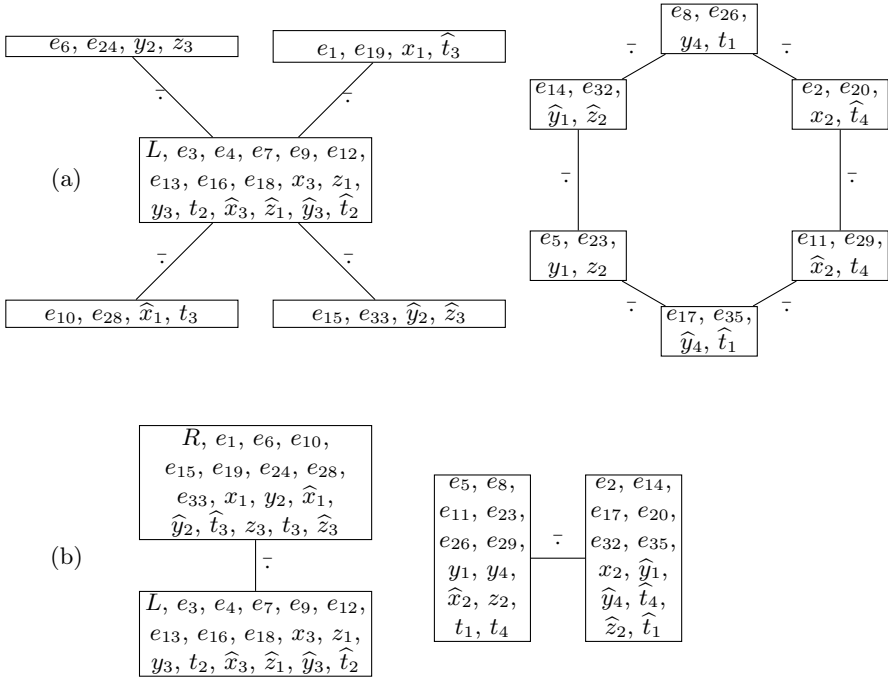 e₆, e₂₄, y₂, z₃
e₁, e₁₉, x₁, t̂₃
e₈, e₂₆,
y₄, t₁
e₁₄, e₃₂,
ŷ₁, ẑ₂
e₂, e₂₀,
x₂, t̂₄
(a)
L, e₃, e₄, e₇, e₉, e₁₂,
e₁₃, e₁₆, e₁₈, x₃, z₁,
y₃, t₂, x̂₃, ẑ₁, ŷ₃, t̂₂
e₅, e₂₃,
y₁, z₂
e₁₁, e₂₉,
x̂₂, t₄
e₁₀, e₂₈, x̂₁, t₃
e₁₅, e₃₃, ŷ₂, ẑ₃
e₁₇, e₃₅,
ŷ₄, t̂₁
(b)
R, e₁, e₆, e₁₀,
e₁₅, e₁₉, e₂₄, e₂₈,
e₃₃, x₁, y₂, x̂₁,
ŷ₂, t̂₃, z₃, t₃, ẑ₃
L, e₃, e₄, e₇, e₉, e₁₂,
e₁₃, e₁₆, e₁₈, x₃, z₁,
y₃, t₂, x̂₃, ẑ₁, ŷ₃, t̂₂
e₅, e₈,
e₁₁, e₂₃,
e₂₆, e₂₉,
y₁, y₄,
x̂₂, z₂,
t₁, t₄
e₂, e₁₄,
e₁₇, e₂₀,
e₃₂, e₃₅,
x₂, ŷ₁,
ŷ₄, t̂₄,
ẑ₂, t̂₁